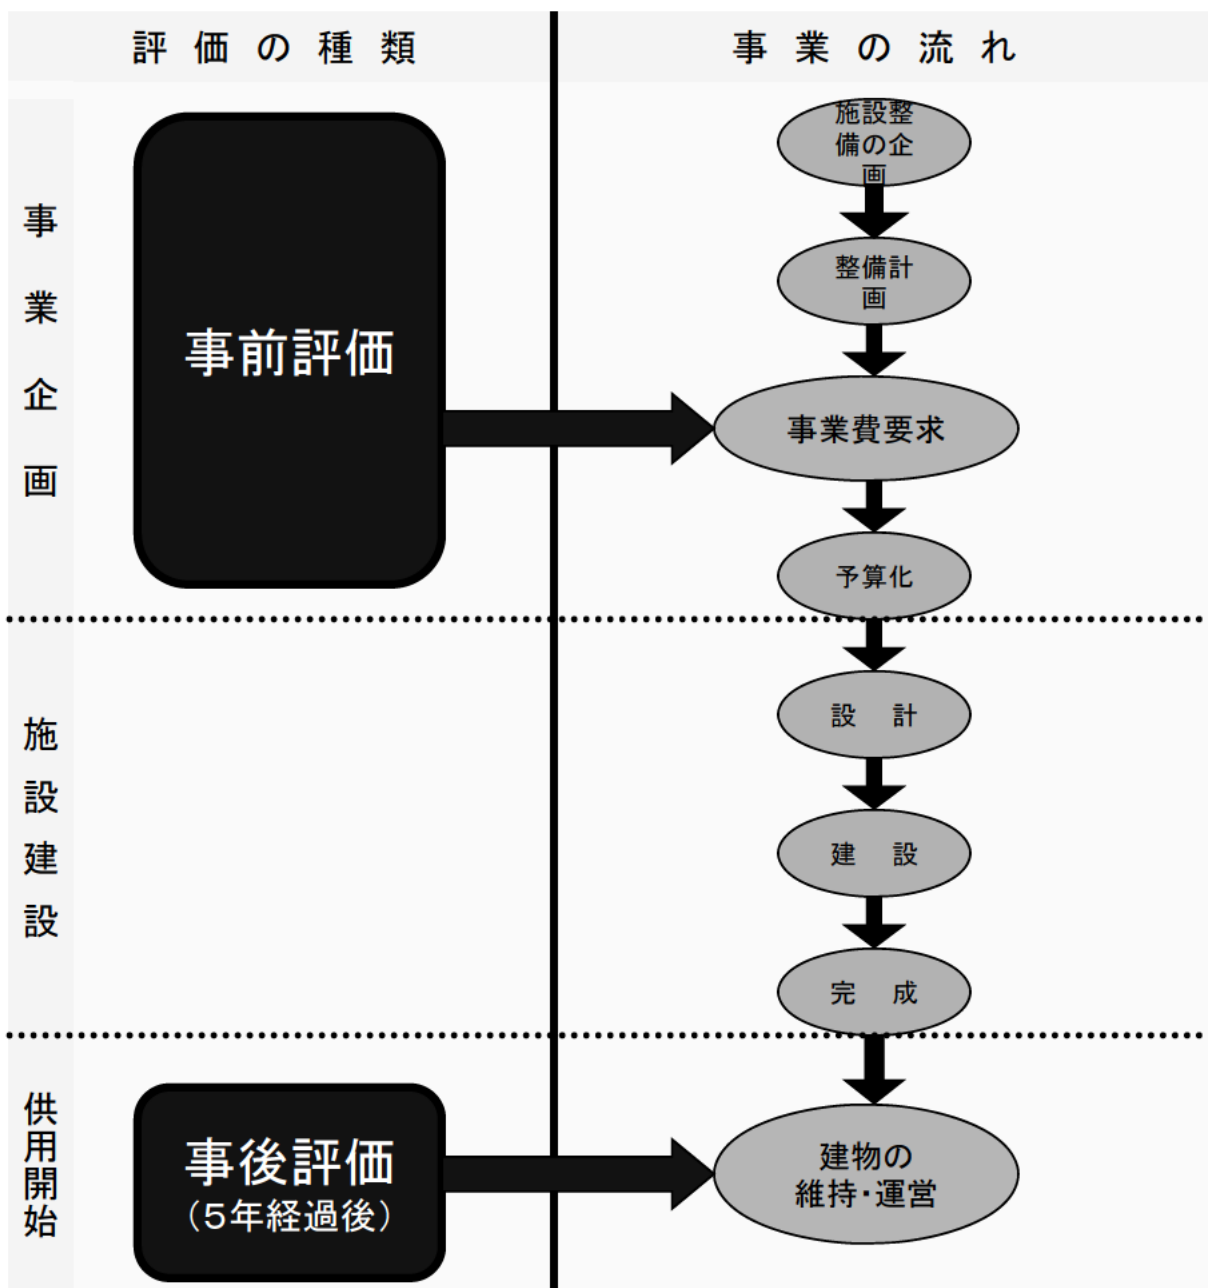 評価の種類
事業の流れ
事業企画
事前評価
施設整
備の企
画
整備計
画
事業費要求
予算化
施設建設
設 計
建 設
完 成
供用開始
事後評価
（５年経過後）
建物の
維持・運営